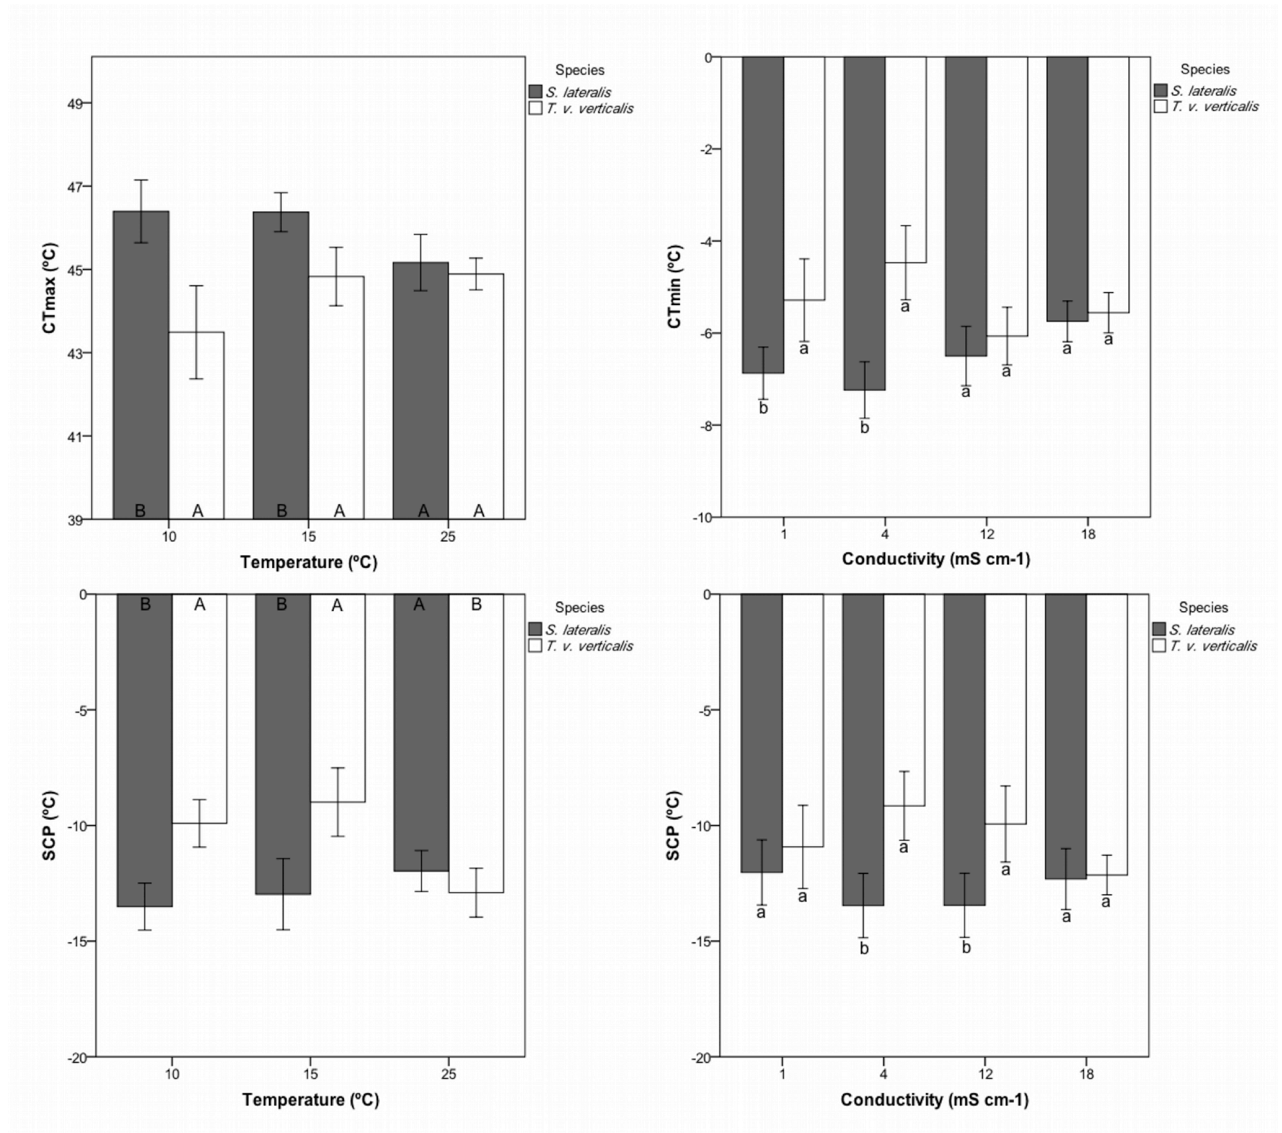 Species
S. lateralis
T. v. verticalis
49
47
45
43
41
39
CTmax (ºC)
B A B A A A
10 15 25
Temperature (ºC)
Species
S. lateralis
T. v. verticalis
0
-2
-4
-6
-8
-10
CTmin (ºC)
b a b a a a a a
1 4 12 18
Conductivity (mS cm-1)
Species
S. lateralis
T. v. verticalis
0
-5
-10
-15
-20
SCP (ºC)
B A B A A B
10 15 25
Temperature (ºC)
Species
S. lateralis
T. v. verticalis
0
-5
-10
-15
-20
SCP (ºC)
a a b a b a a a
1 4 12 18
Conductivity (mS cm-1)